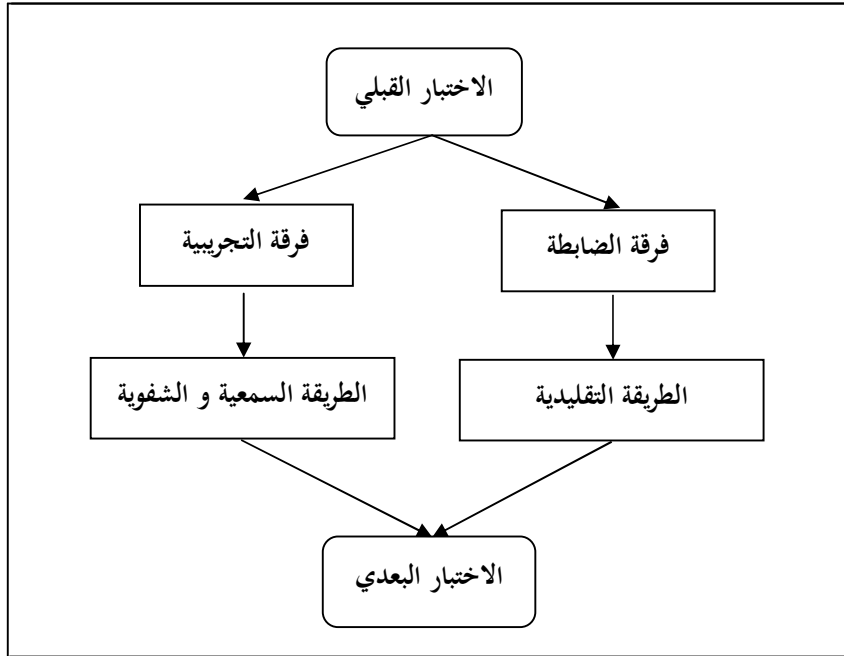 الاختبار القبلي
فرقة الضابطة
فرقة التجريبية
الطريقة التقليدية
الطريقة السمعية و الشفوية
الاختبار البعدي